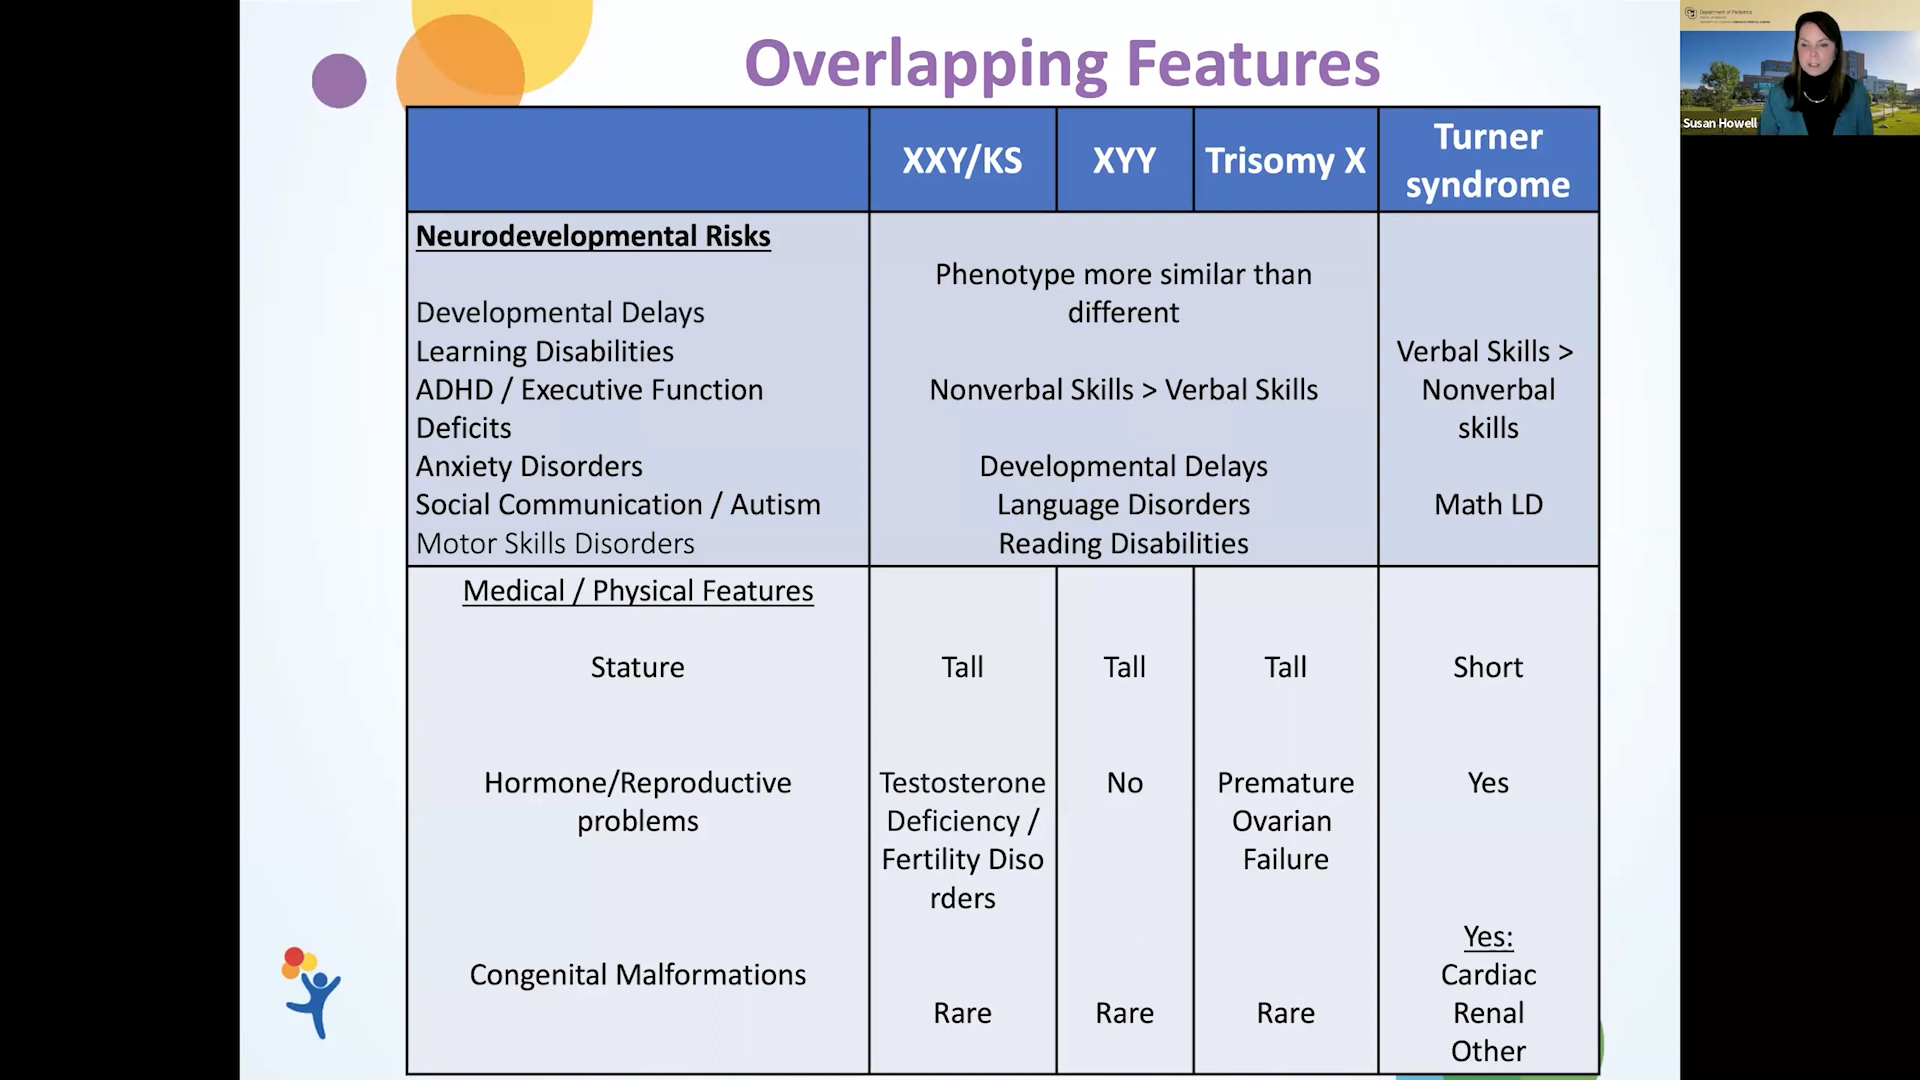 Overlapping Features
XXY/KS
XYY
Trisomy X
Turner
syndrome
Neurodevelopmental Risks
Developmental Delays
Learning Disabilities
ADHD / Executive Function
Deficits
Anxiety Disorders
Social Communication / Autism
Motor Skills Disorders
Phenotype more similar than
different
Nonverbal Skills > Verbal Skills
Developmental Delays
Language Disorders
Reading Disabilities
Verbal Skills >
Nonverbal
skills
Math LD
Medical / Physical Features
Stature
Tall
Tall
Tall
Short
Hormone/Reproductive
problems
Testosterone
Deficiency /
Fertility Diso
rders
No
Premature
Ovarian
Failure
Yes
Congenital Malformations
Rare
Rare
Rare
Yes:
Cardiac
Renal
Other
Department of Pediatrics
Susan Howell